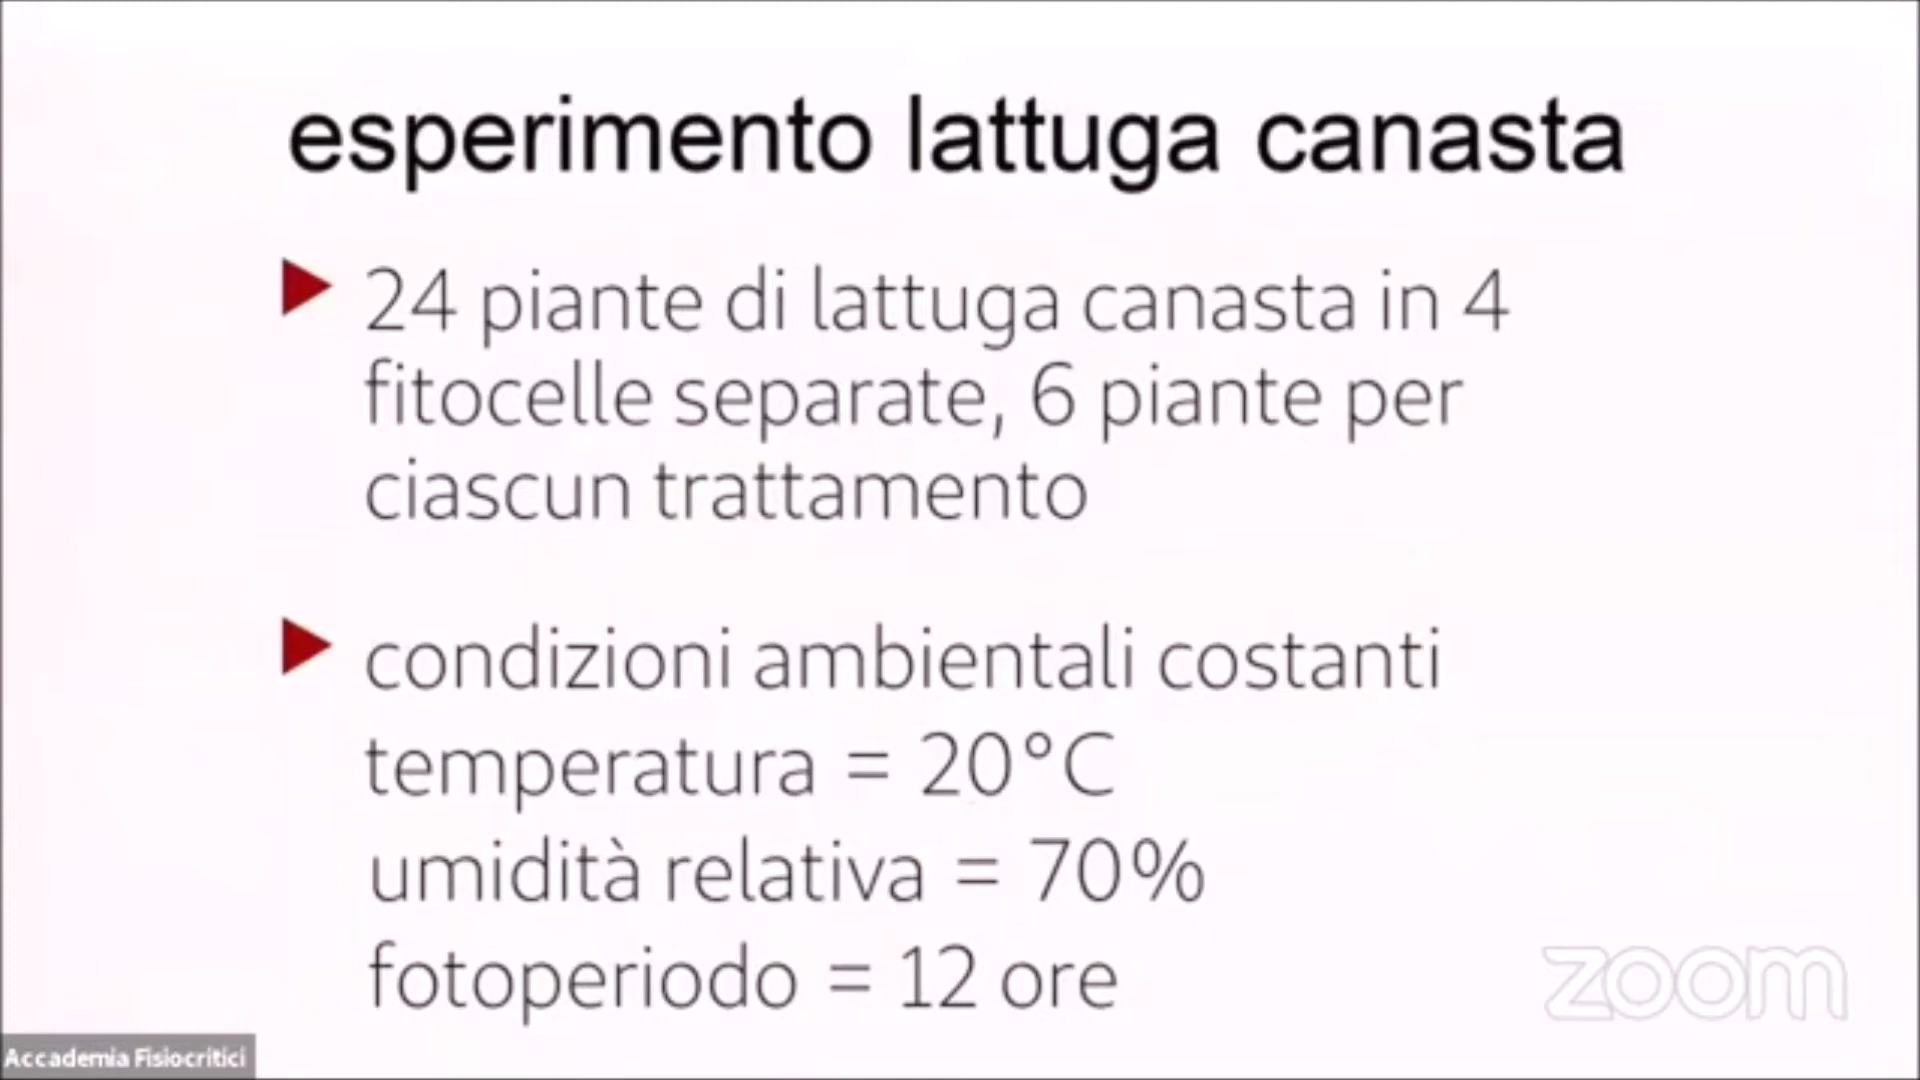 esperimento lattuga canasta
24 piante di lattuga canasta in 4
fitocelle separate, 6 piante per
ciascun trattamento
condizioni ambientali costanti
temperatura = 20°C
umidità relativa = 70%
fotoperiodo = 12 ore
zoom
Accademia Fisiocritici